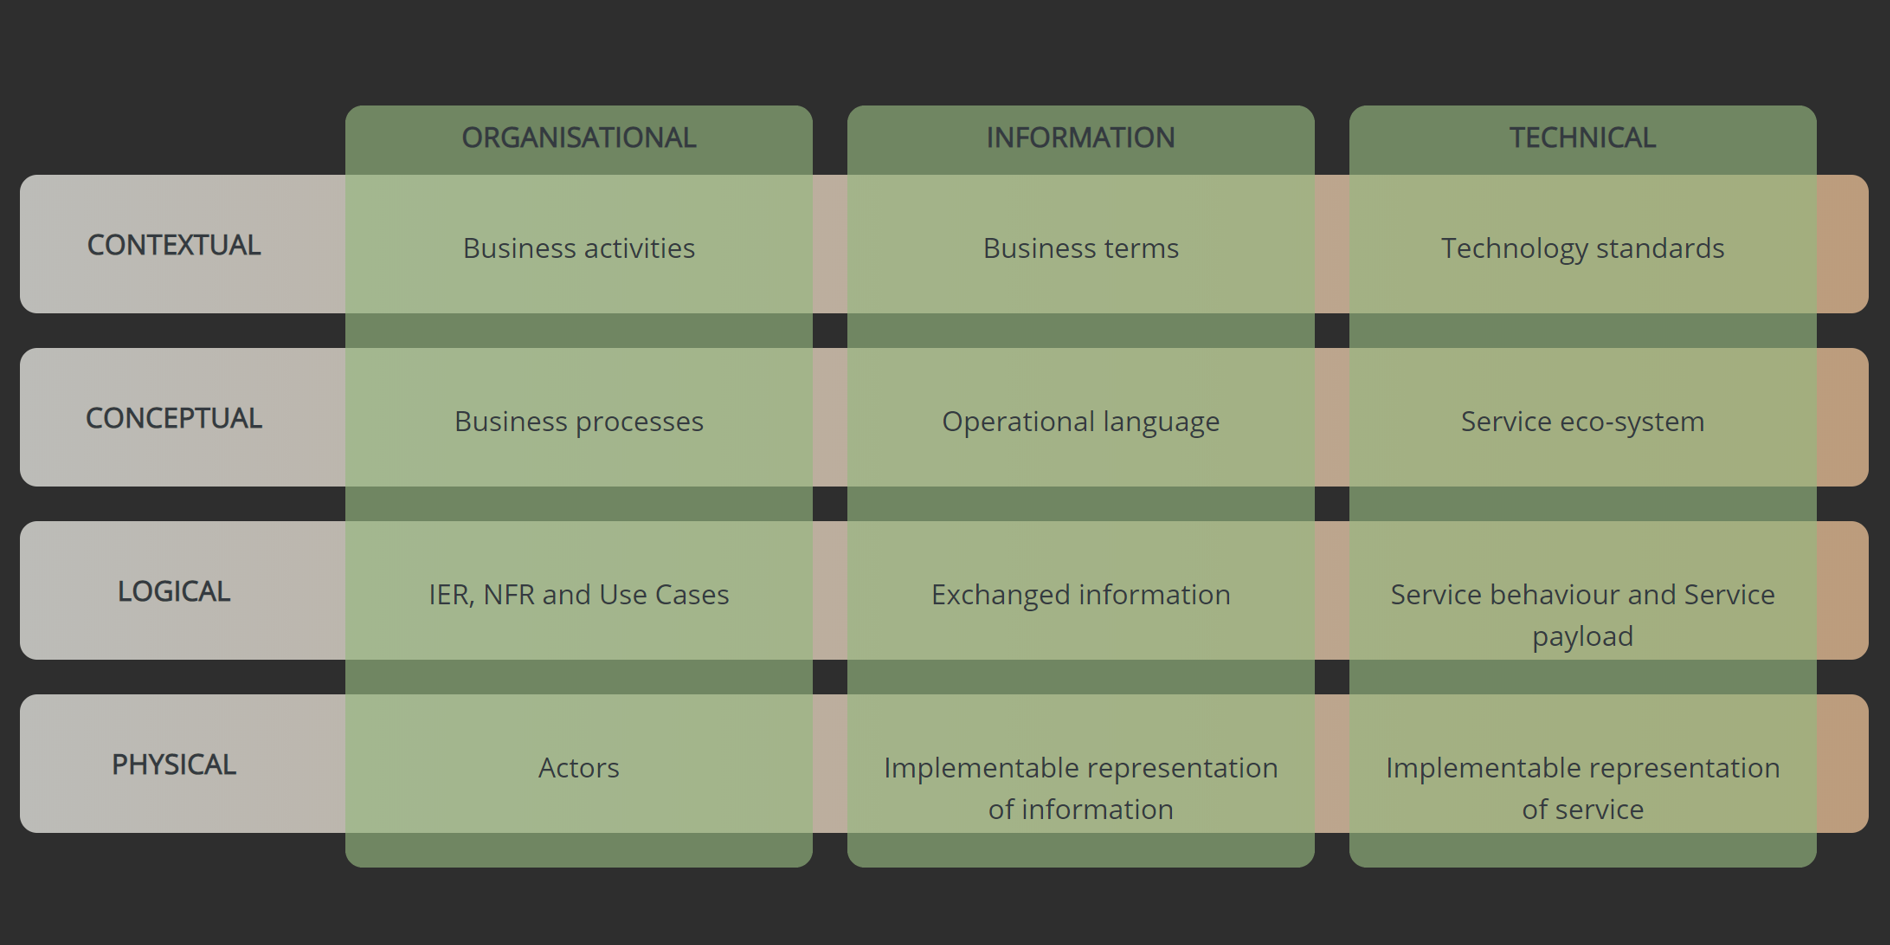 ORGANISATIONAL
INFORMATION
TECHNICAL
CONTEXTUAL
Business activities
Business terms
Technology standards
CONCEPTUAL
Business processes
Operational language
Service eco-system
LOGICAL
IER, NFR and Use Cases
Exchanged information
Service behaviour and Service
payload
PHYSICAL
Actors
Implementable representation
of information
Implementable representation
of service